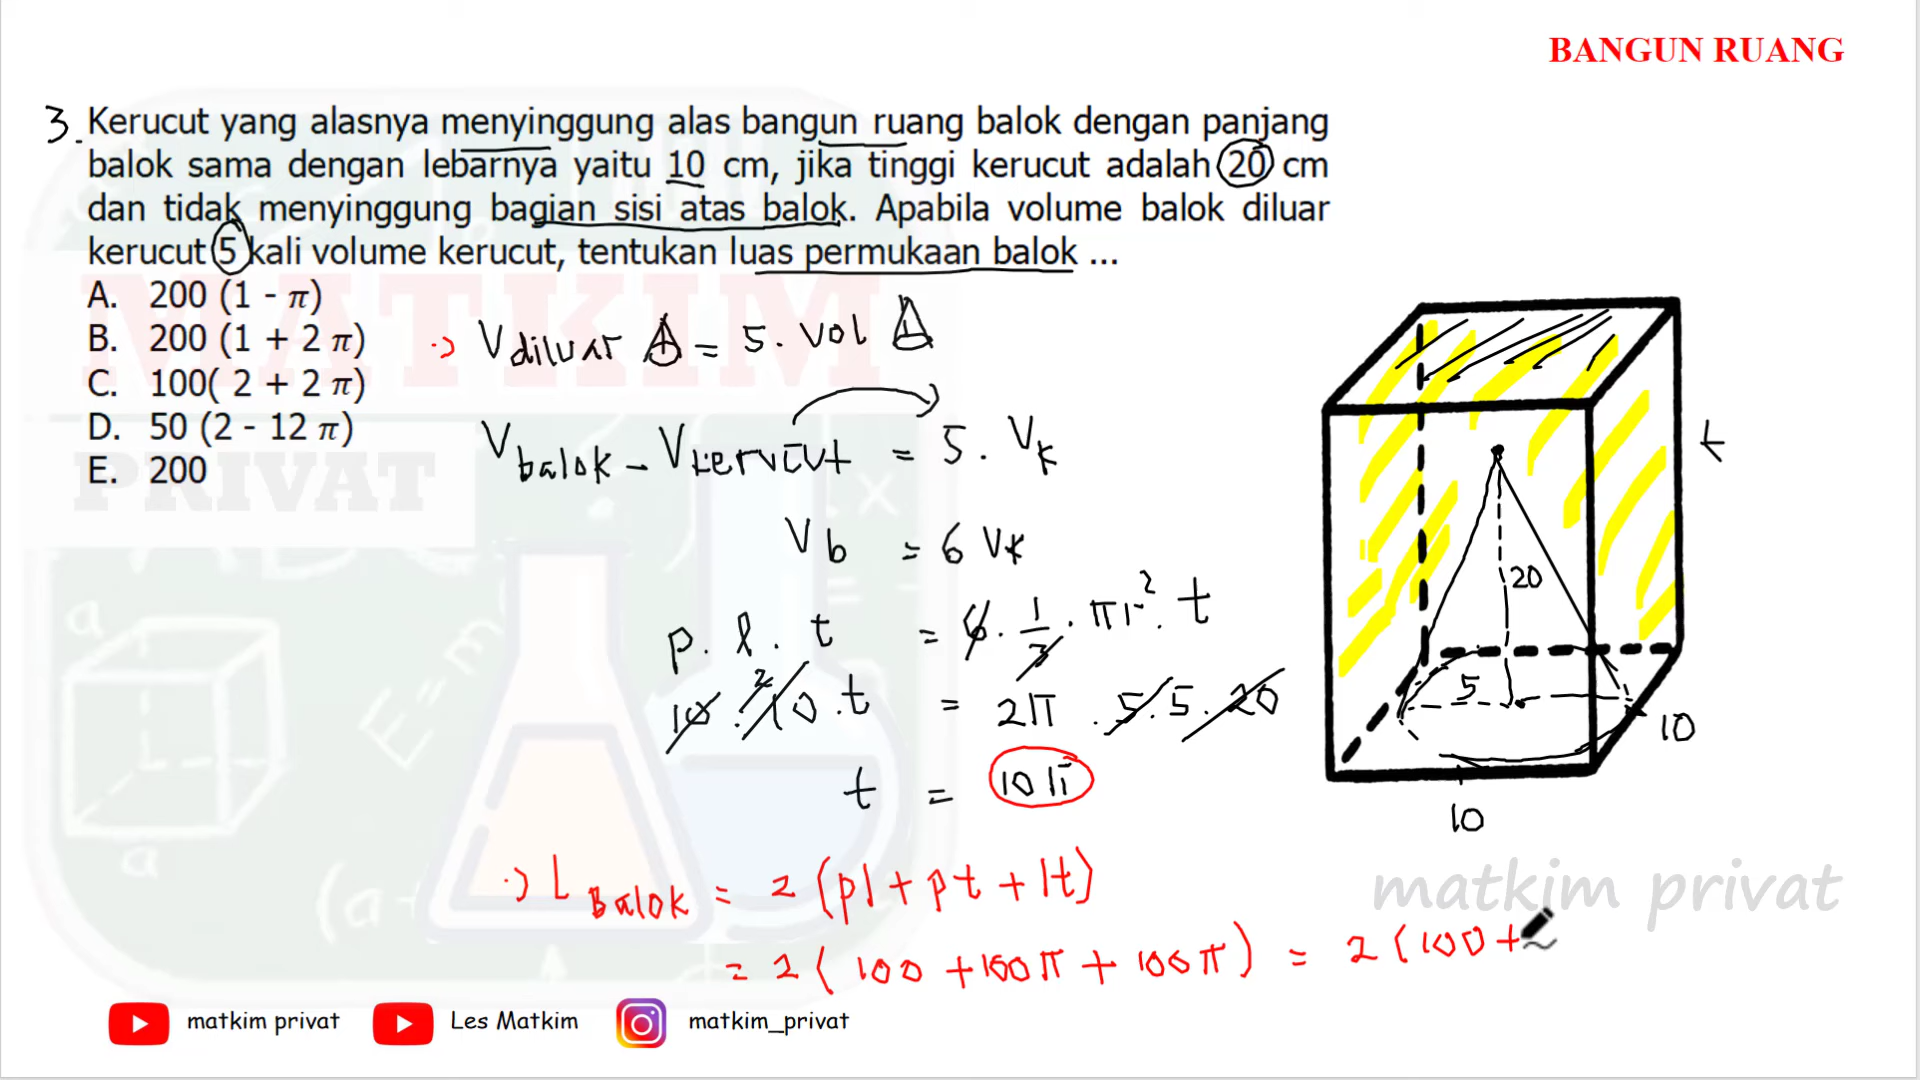 BANGUN RUANG
3. Kerucut yang alasnya menyinggung alas bangun ruang balok dengan panjang
balok sama dengan lebarnya yaitu 10 cm, jika tinggi kerucut adalah 20 cm
dan tidak menyinggung bagian sisi atas balok. Apabila volume balok diluar
kerucut 5 kali volume kerucut, tentukan luas permukaan balok ...
A. 200 (1 - π)
B. 200 (1 + 2 π)
C. 100( 2 + 2 π)
D. 50 (2 - 12 π)
E. 200
V diluar = 5. Vol
V balok - V kerucut = 5. Vk
Vb = 6 Vk
p. l. t = 6. 1/3. πr². t
10. 10. t = 2π. 5. 5. 20
2
t = 10π
L Balok = 2 (pl + pt + lt)
= 2 (100 + 100π + 100π) = 2 (100 +
t
20
5
10
10
MATKIM
PRIVAT
matkim privat
a
a
a
E=m
(a+
matkim privat
Les Matkim
matkim_privat